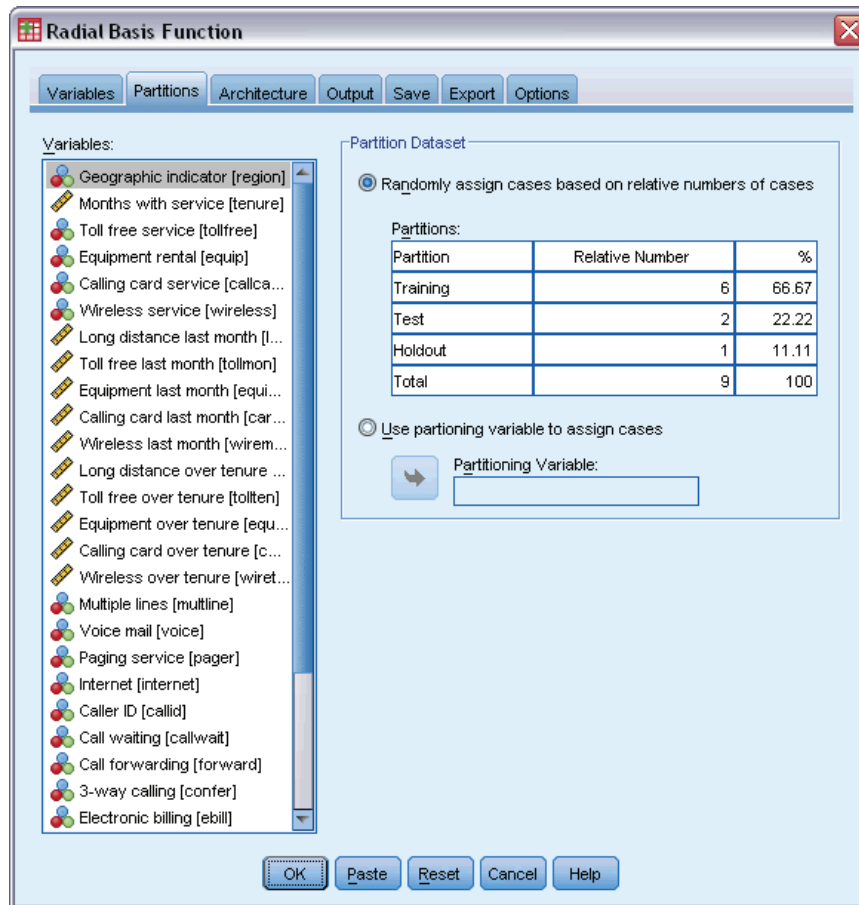 Radial Basis Function
Variables Partitions Architecture Output Save Export Options
Variables:
Geographic indicator [region]
Months with service [tenure]
Toll free service [tollfree]
Equipment rental [equip]
Calling card service [callca...
Wireless service [wireless]
Long distance last month [l...
Toll free last month [tollmon]
Equipment last month [equi...
Calling card last month [car...
Wireless last month [wirem...
Long distance over tenure ...
Toll free over tenure [tollten]
Equipment over tenure [equ...
Calling card over tenure [c...
Wireless over tenure [wiret...
Multiple lines [multline]
Voice mail [voice]
Paging service [pager]
Internet [internet]
Caller ID [callid]
Call waiting [callwait]
Call forwarding [forward]
3-way calling [confer]
Electronic billing [ebill]
Partition Dataset
Randomly assign cases based on relative numbers of cases
Partitions:
Partition Relative Number %
Training 6 66.67
Test 2 22.22
Holdout 1 11.11
Total 9 100
Use partioning variable to assign cases
Partitioning Variable:
OK Paste Reset Cancel Help